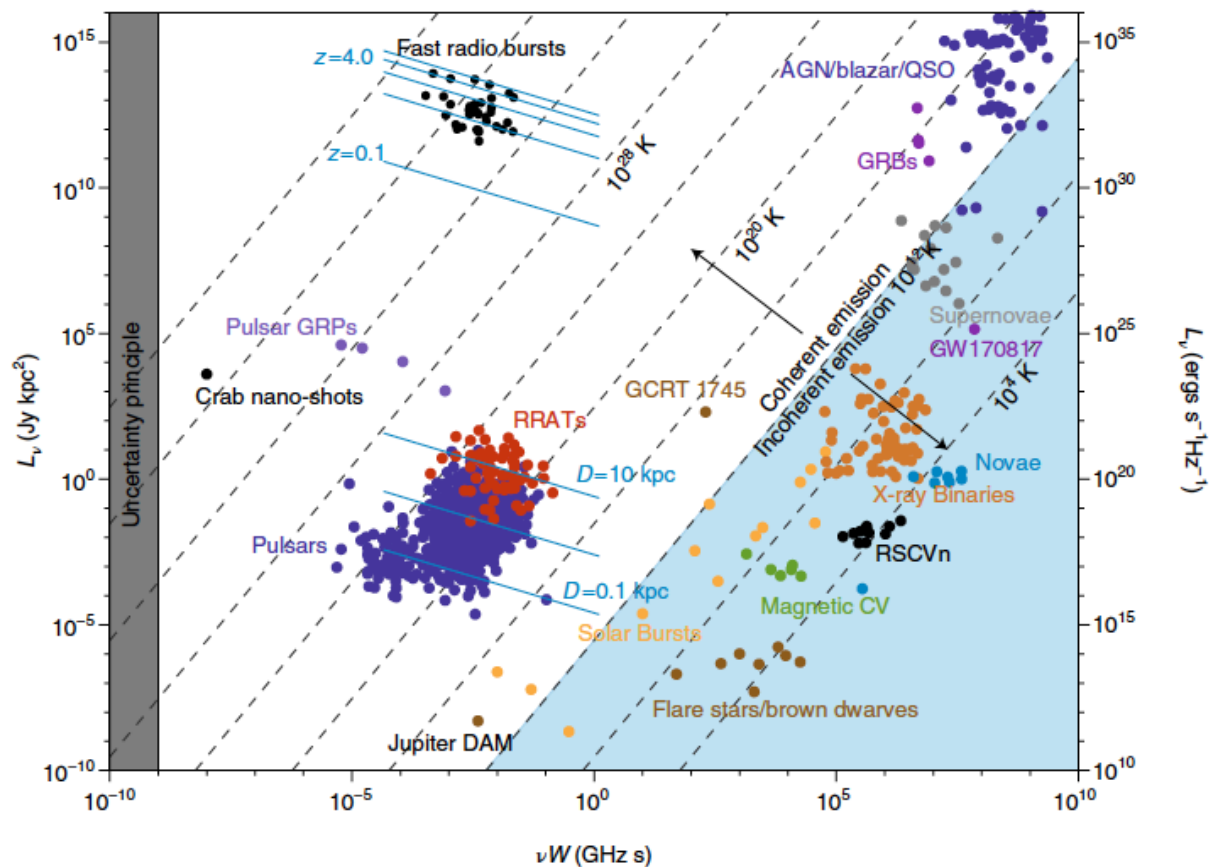 10^15
10^10
10^5
10^0
10^-5
10^-10
L_ν (Jy kpc²)
Uncertainty principle
Fast radio bursts
z=4.0
z=0.1
10^28 K
10^20 K
AGN/blazar/QSO
GRBs
Coherent emission
Incoherent emission 10^12 K
Supernovae
GW170817
10^4 K
Pulsar GRPs
Crab nano-shots
GCRT 1745
RRATs
D=10 kpc
Novae
X-ray Binaries
Pulsars
RSCVn
D=0.1 kpc
Magnetic CV
Solar Bursts
Flare stars/brown dwarves
Jupiter DAM
10^35
10^30
10^25
10^20
10^15
10^10
L_ν (ergs s^-1 Hz^-1)
10^-10
10^-5
10^0
10^5
10^10
νW (GHz s)